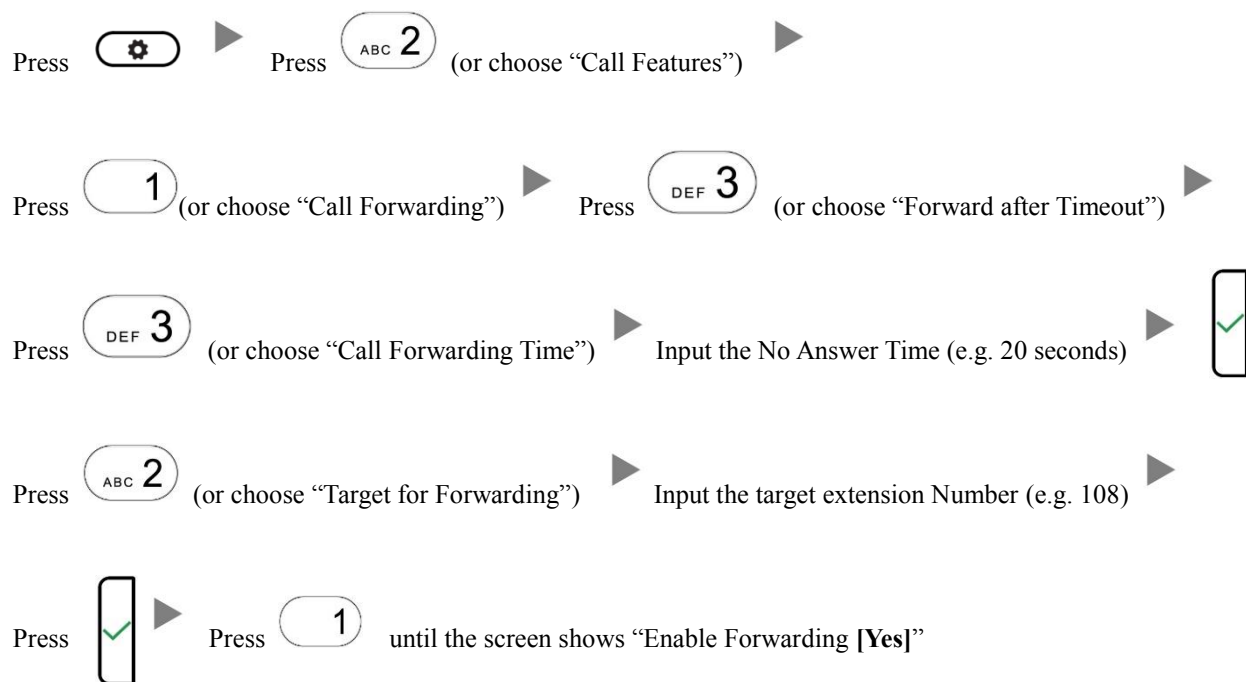 Press Press ABC 2 (or choose “Call Features”)
Press 1 (or choose “Call Forwarding”) Press DEF 3 (or choose “Forward after Timeout”)
Press DEF 3 (or choose “Call Forwarding Time”) Input the No Answer Time (e.g. 20 seconds)
Press ABC 2 (or choose “Target for Forwarding”) Input the target extension Number (e.g. 108)
Press Press 1 until the screen shows “Enable Forwarding [Yes]”